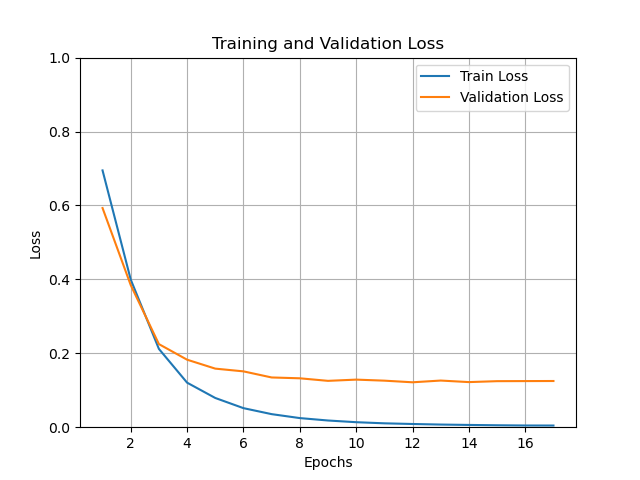 Training and Validation Loss
Train Loss
Validation Loss
1.0
0.8
0.6
0.4
0.2
0.0
Loss
2 4 6 8 10 12 14 16
Epochs